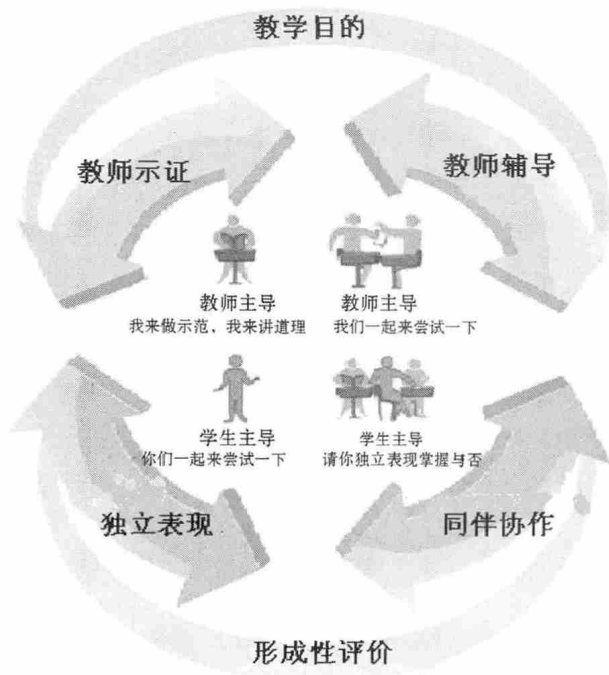 教学目的
教师示证
教师辅导
教师主导
教师主导
我来做示范、我来讲道理
我们一起来尝试一下
学生主导
学生主导
你们一起来尝试一下
请你独立表现掌握与否
独立表现
同伴协作
形成性评价